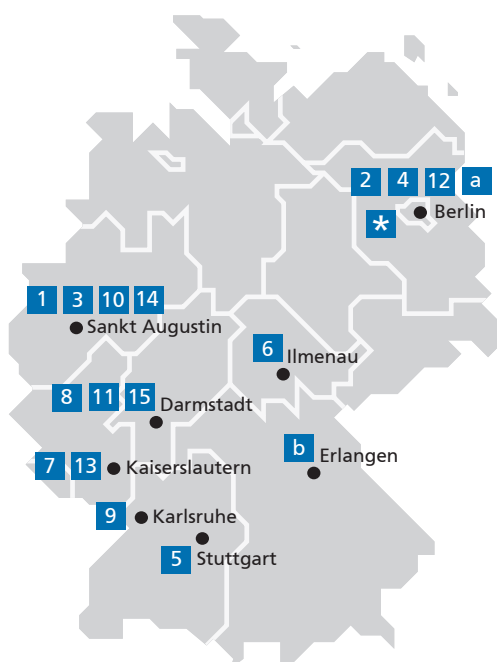 2 4 12 a
* Berlin
1 3 10 14
Sankt Augustin
6 Ilmenau
8 11 15 Darmstadt
b Erlangen
7 13 Kaiserslautern
9 Karlsruhe
5 Stuttgart